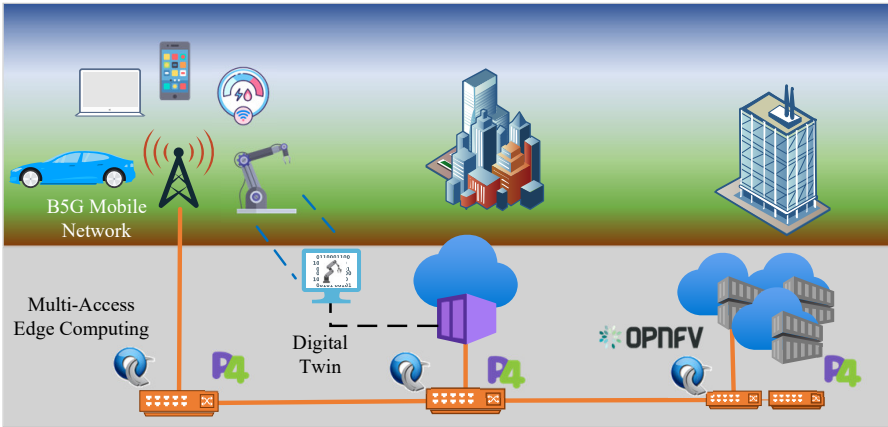 B5G Mobile
Network
Multi-Access
Edge Computing
Digital
Twin
OPNFV
P4
P4
P4